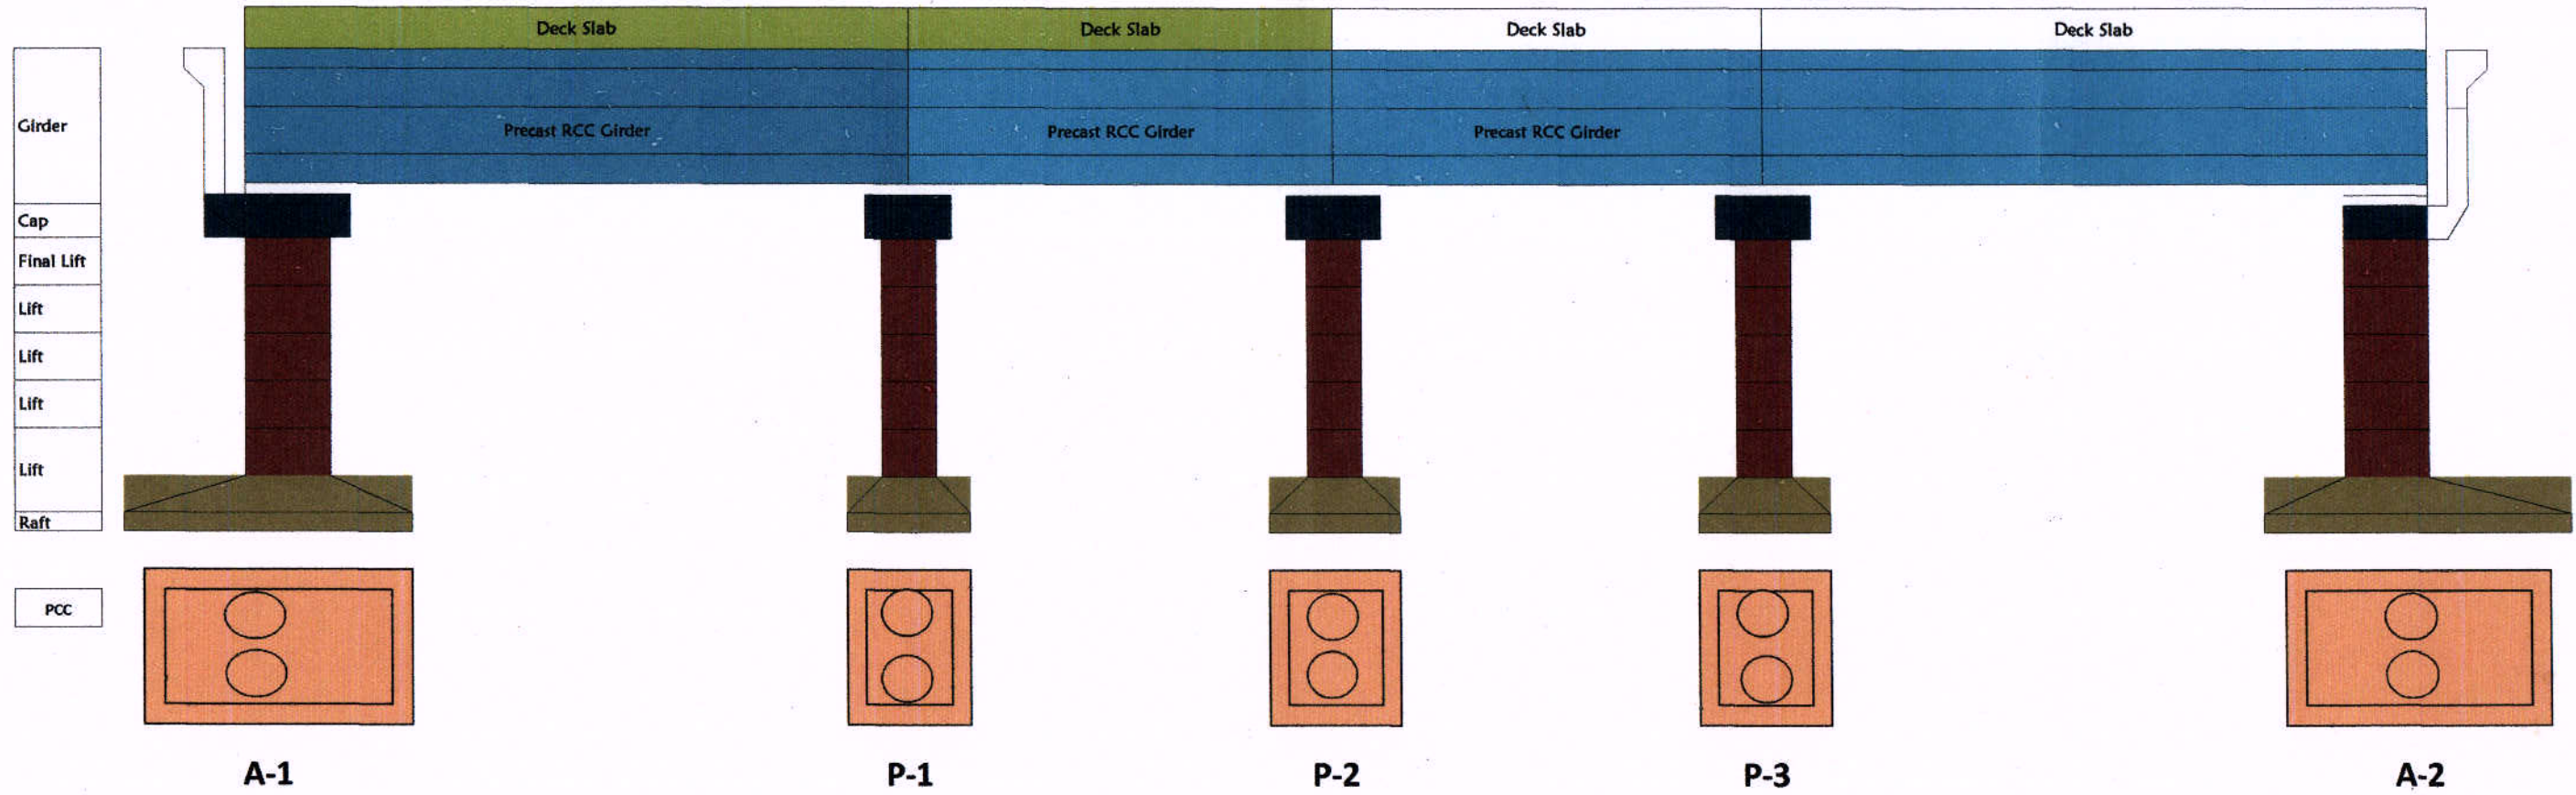 Deck Slab Deck Slab Deck Slab Deck Slab
Girder
Precast RCC Girder Precast RCC Girder Precast RCC Girder
Cap
Final Lift
Lift
Lift
Lift
Lift
Raft
PCC
A-1 P-1 P-2 P-3 A-2